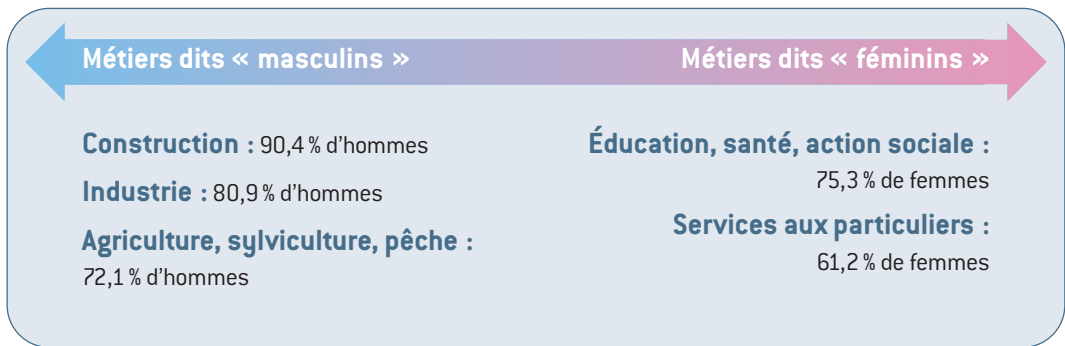 Métiers dits « masculins »
Métiers dits « féminins »
Construction : 90,4 % d'hommes
Industrie : 80,9 % d'hommes
Agriculture, sylviculture, pêche :
72,1 % d'hommes
Éducation, santé, action sociale :
75,3 % de femmes
Services aux particuliers :
61,2 % de femmes